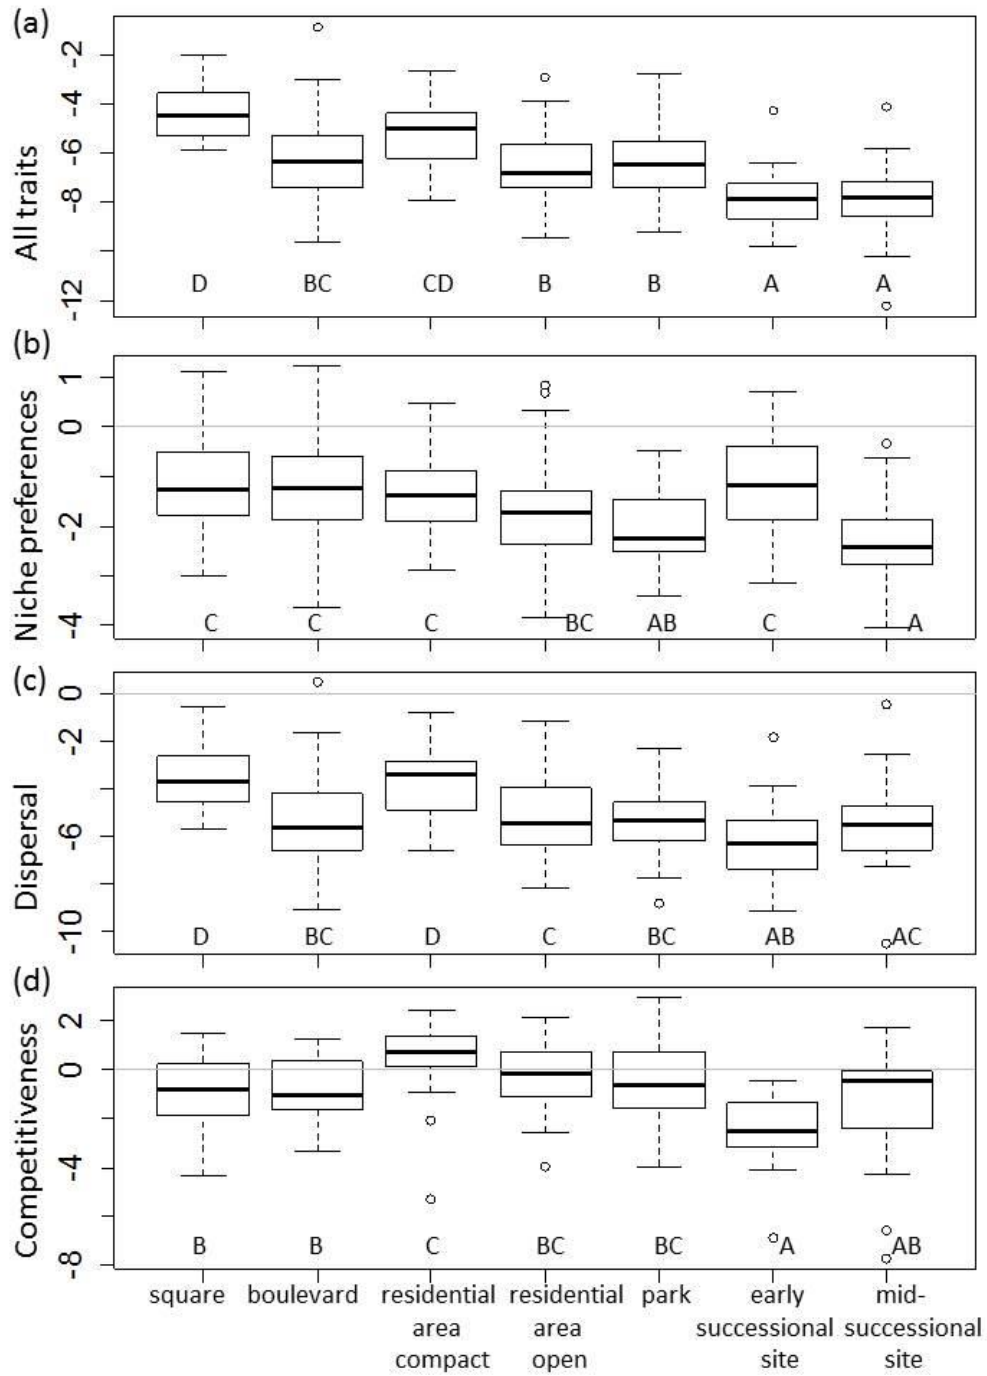 (a)
All traits
-2
-4
-6
-8
-12
D BC CD B B A A
(b)
Niche preferences
1
0
-2
-4
C C C BC AB C A
(c)
Dispersal
0
-2
-6
-10
D BC D C BC AB AC
(d)
Competitiveness
2
0
-4
-8
B B C BC BC A AB
square boulevard residential residential park early mid-
area area successional successional
compact open site site